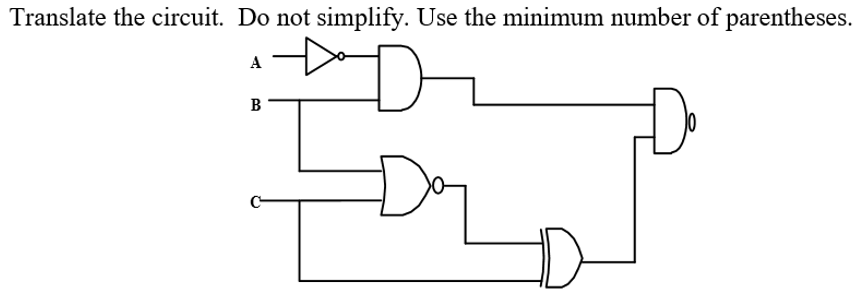 Translate the circuit. Do not simplify. Use the minimum number of parentheses.
A
B
C